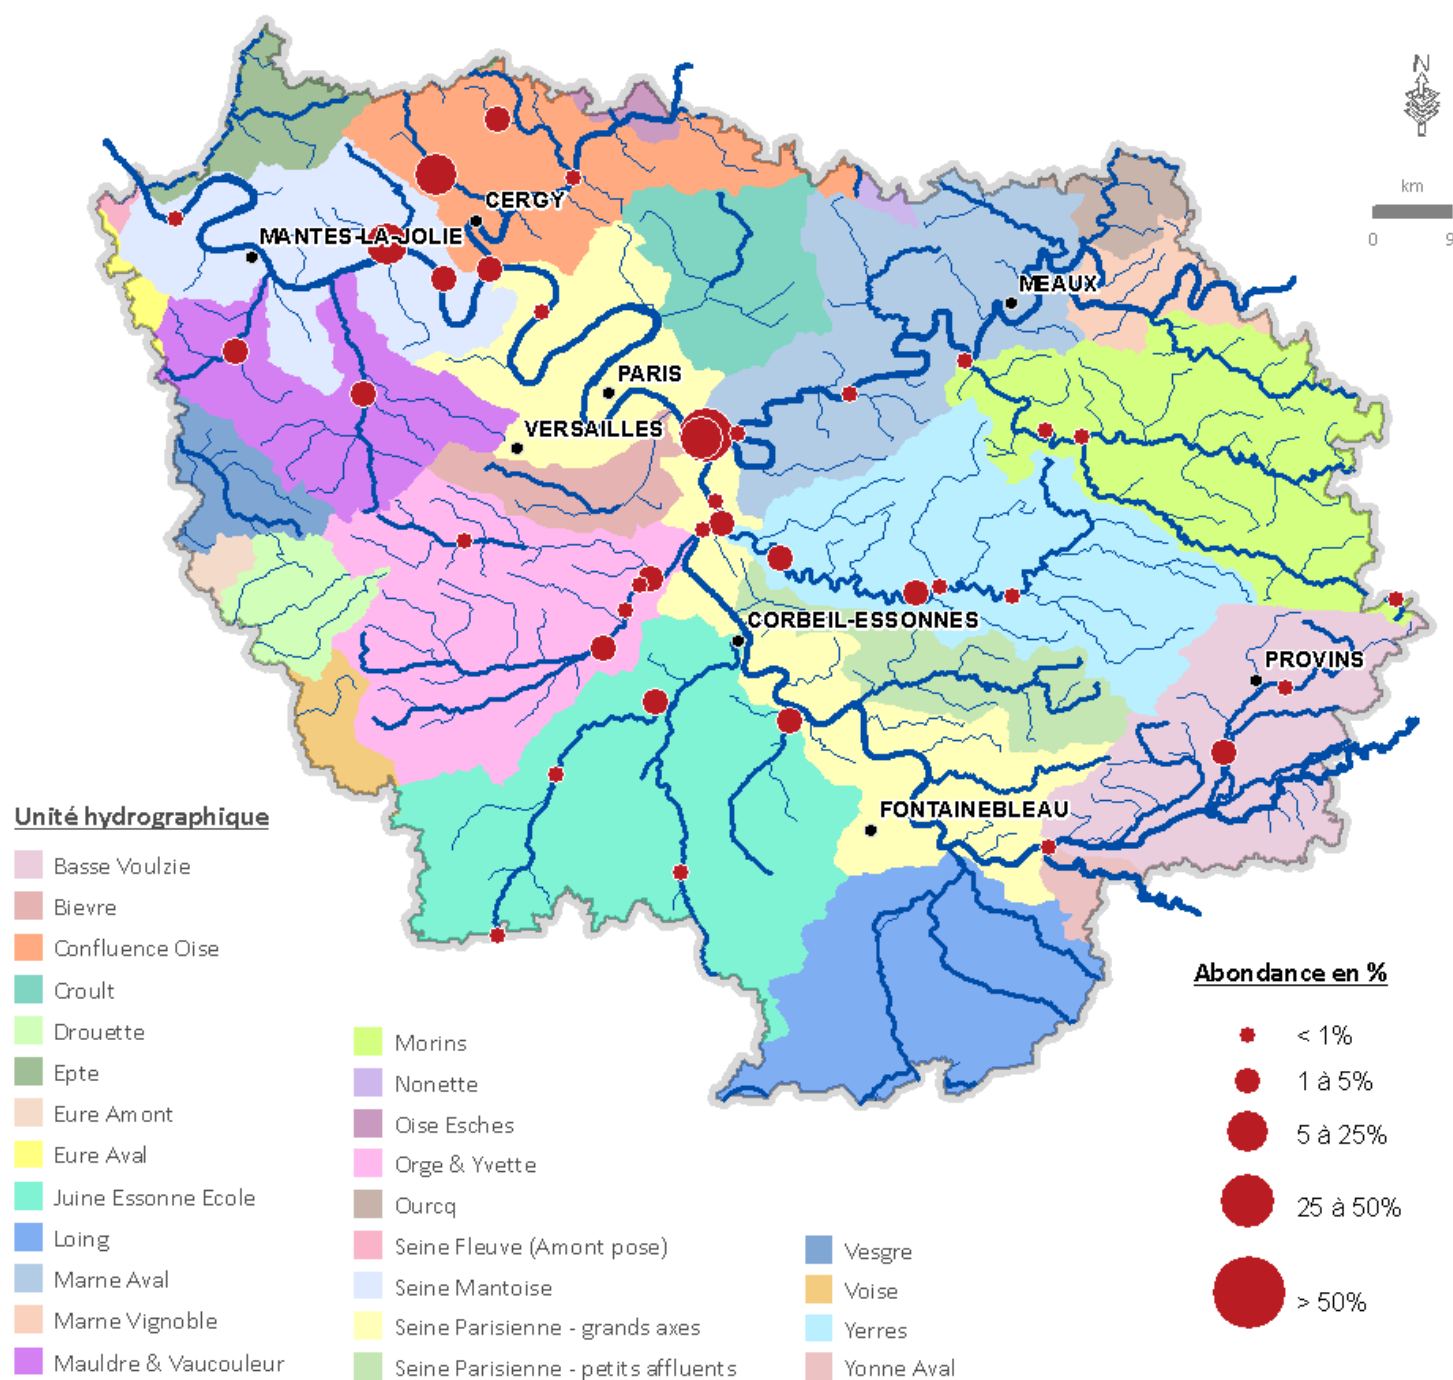 N
km
0 9
CERGY
MANTES-LA-JOLIE
MEAUX
PARIS
VERSAILLES
CORBEIL-ESSONNES
PROVINS
FONTAINEBLEAU
Unité hydrographique
Basse Voulzie
Bievre
Confluence Oise
Croult
Drouette
Epte
Eure Amont
Eure Aval
Juine Essonne Ecole
Loing
Marne Aval
Marne Vignoble
Mauldre & Vaucouleur
Morins
Nonette
Oise Esches
Orge & Yvette
Ourcq
Seine Fleuve (Amont pose)
Seine Mantoise
Seine Parisienne - grands axes
Seine Parisienne - petits affluents
Vesgre
Voise
Yerres
Yonne Aval
Abondance en %
< 1%
1 à 5%
5 à 25%
25 à 50%
> 50%